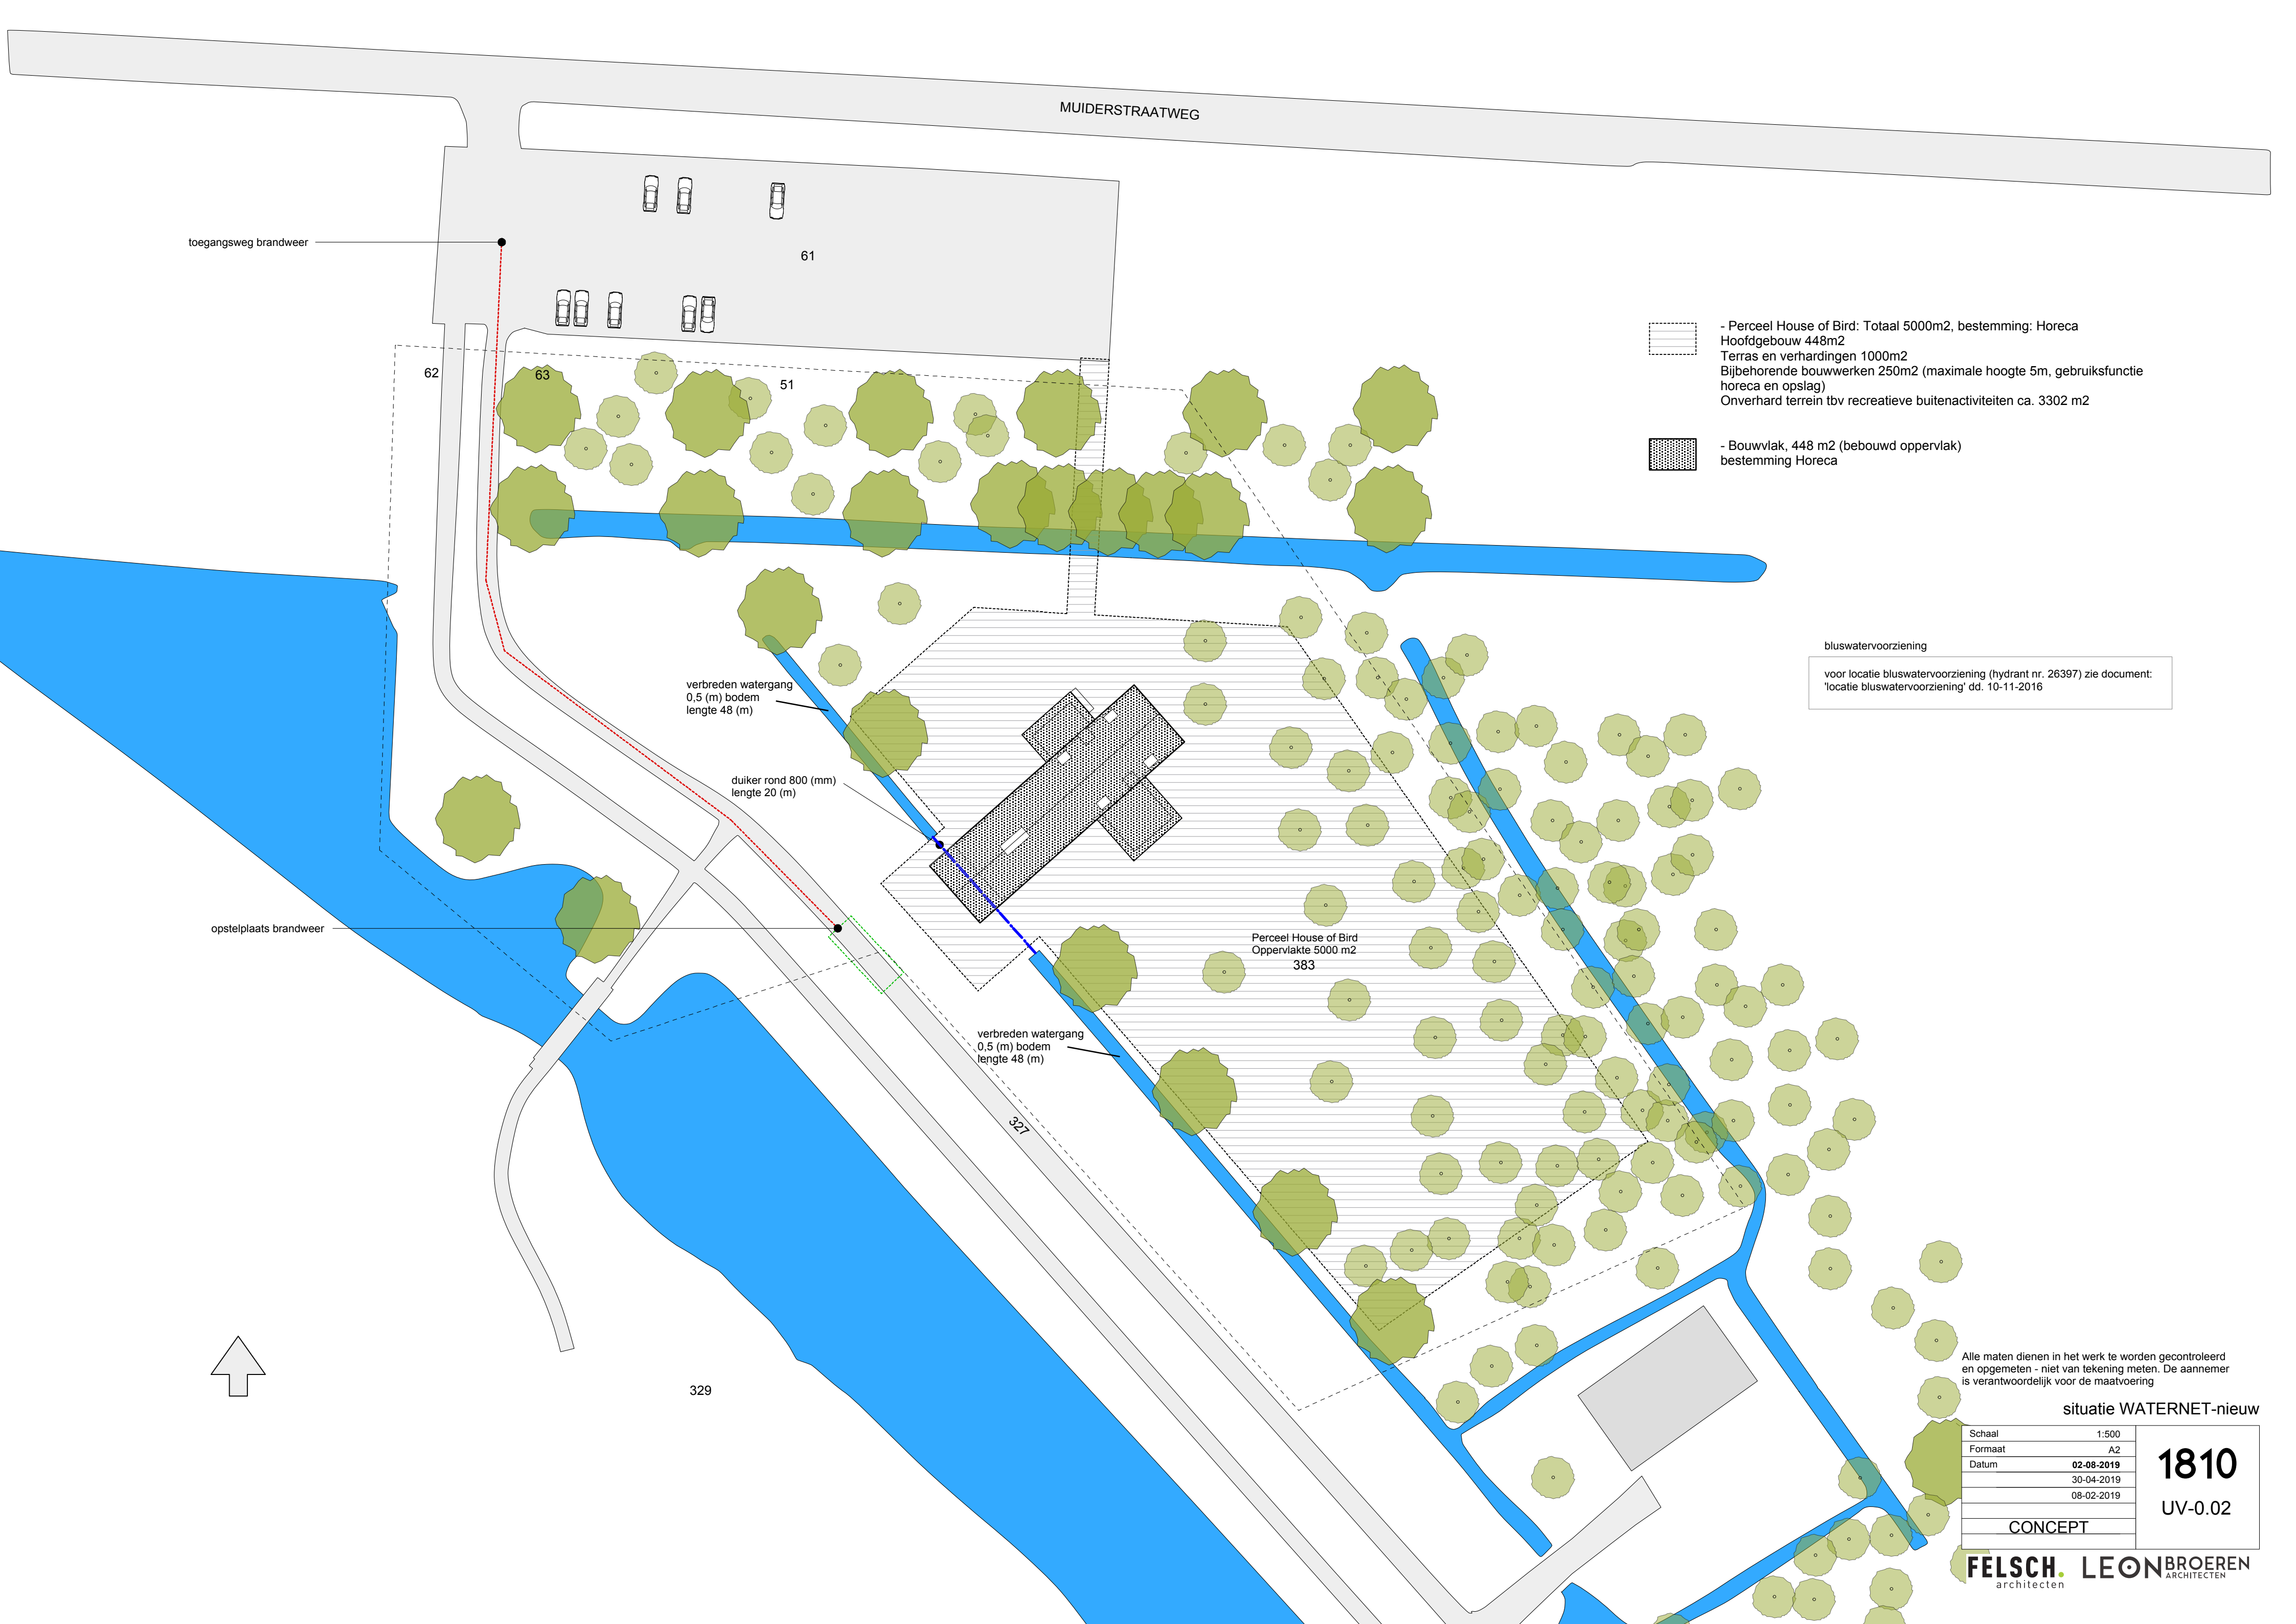 MUIDERSTRAATWEG
toegangsweg brandweer
61
62
63
51
- Perceel House of Bird: Totaal 5000m2, bestemming: Horeca
Hoofdgebouw 448m2
Terras en verhardingen 1000m2
Bijbehorende bouwwerken 250m2 (maximale hoogte 5m, gebruiksfunctie
horeca en opslag)
Onverhard terrein tbv recreatieve buitenactiviteiten ca. 3302 m2
- Bouwvlak, 448 m2 (bebouwd oppervlak)
bestemming Horeca
bluswatervoorziening
voor locatie bluswatervoorziening (hydrant nr. 26397) zie document:
'locatie bluswatervoorziening' dd. 10-11-2016
verbreden watergang
0,5 (m) bodem
lengte 48 (m)
duiker rond 800 (mm)
lengte 20 (m)
opstelplaats brandweer
Perceel House of Bird
Oppervlakte 5000 m2
383
verbreden watergang
0,5 (m) bodem
lengte 48 (m)
327
329
Alle maten dienen in het werk te worden gecontroleerd
en opgemeten - niet van tekening meten. De aannemer
is verantwoordelijk voor de maatvoering
situatie WATERNET-nieuw
Schaal 1:500
Formaat A2
Datum 02-08-2019
30-04-2019
08-02-2019
CONCEPT
1810
UV-0.02
FELSCH.
architecten
LEON BROEREN
ARCHITECTEN